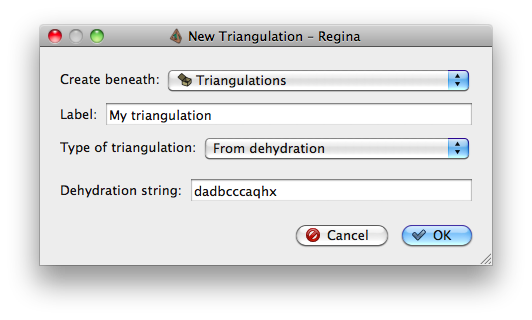 New Triangulation – Regina
Create beneath: Triangulations
Label: My triangulation
Type of triangulation: From dehydration
Dehydration string: dadbcccaqhx
Cancel OK